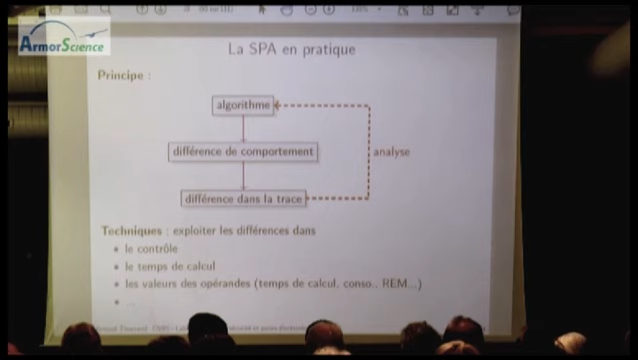 ArmorScience
La SPA en pratique
Principe :
algorithme
différence de comportement
analyse
différence dans la trace
Techniques : exploiter les différences dans
le contrôle
le temps de calcul
les valeurs des opérandes (temps de calcul, conso., REM...)
...